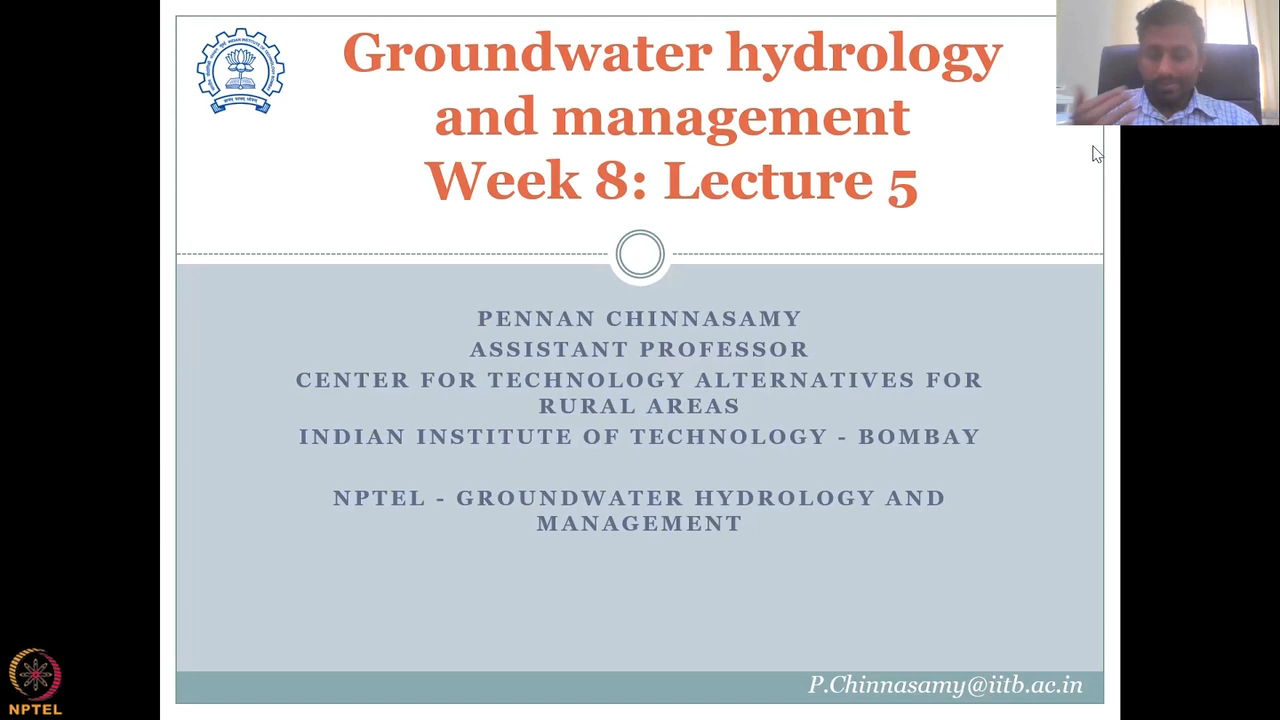 Groundwater hydrology
and management
Week 8: Lecture 5
PENNAN CHINNASAMY
ASSISTANT PROFESSOR
CENTER FOR TECHNOLOGY ALTERNATIVES FOR
RURAL AREAS
INDIAN INSTITUTE OF TECHNOLOGY - BOMBAY
NPTEL - GROUNDWATER HYDROLOGY AND
MANAGEMENT
P.Chinnasamy@iitb.ac.in
NPTEL